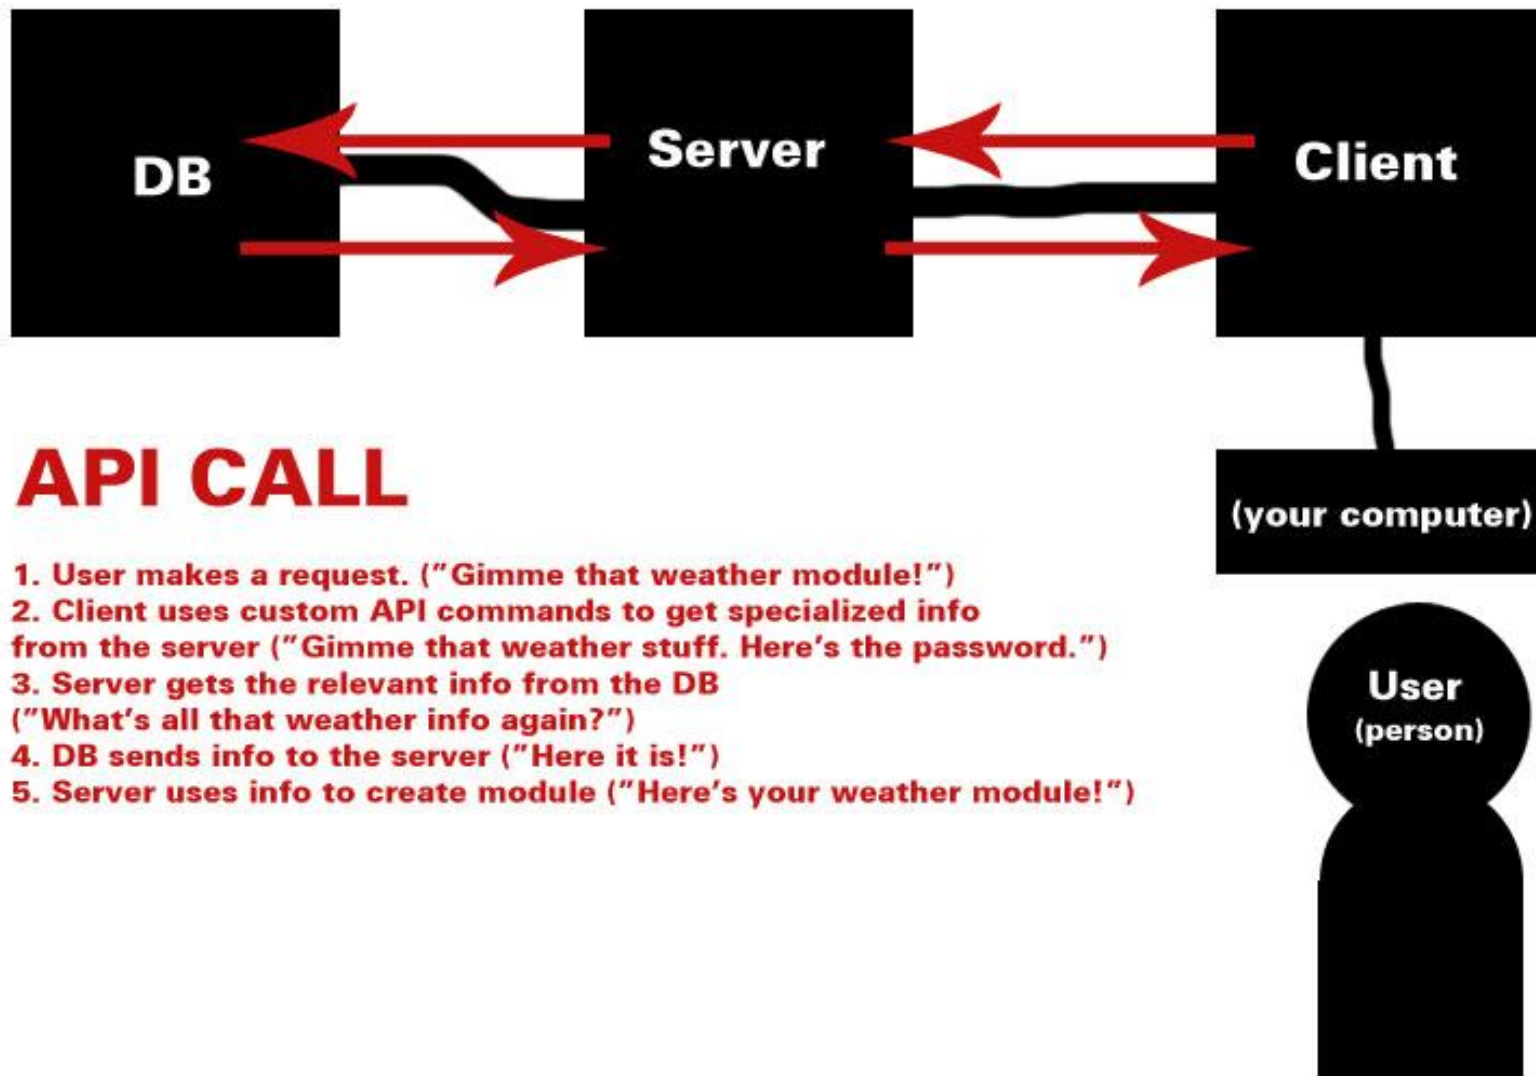 DB
Server
Client
API CALL
(your computer)
1. User makes a request. ("Gimme that weather module!")
2. Client uses custom API commands to get specialized info
from the server ("Gimme that weather stuff. Here's the password.")
3. Server gets the relevant info from the DB
("What's all that weather info again?")
4. DB sends info to the server ("Here it is!")
5. Server uses info to create module ("Here's your weather module!")
User
(person)